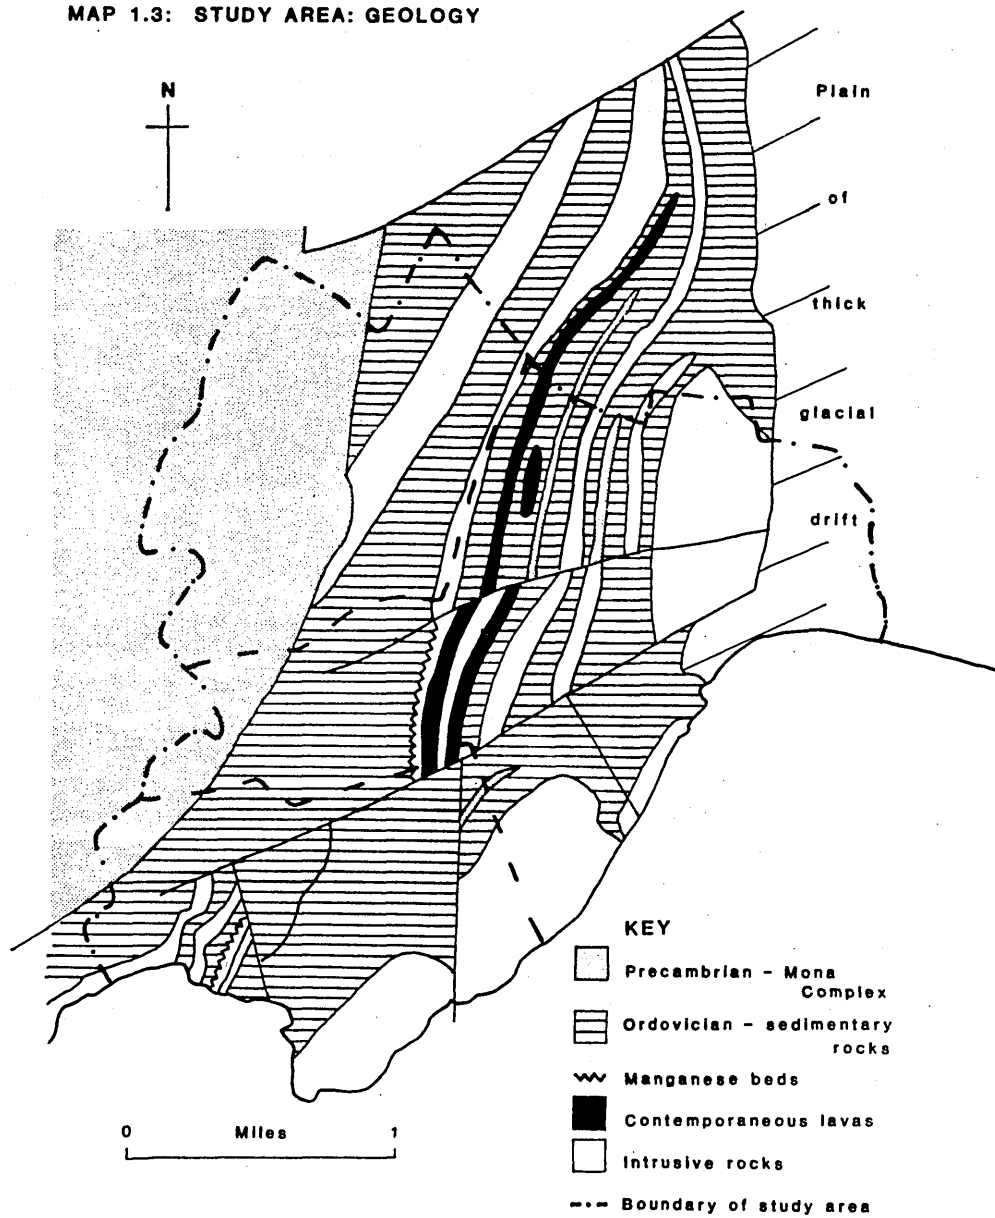 MAP 1.3: STUDY AREA: GEOLOGY
N
Plain
of
thick
glacial
drift
KEY
Precambrian – Mona
Complex
Ordovician – sedimentary
rocks
Manganese beds
Contemporaneous lavas
Intrusive rocks
Boundary of study area
0 Miles 1